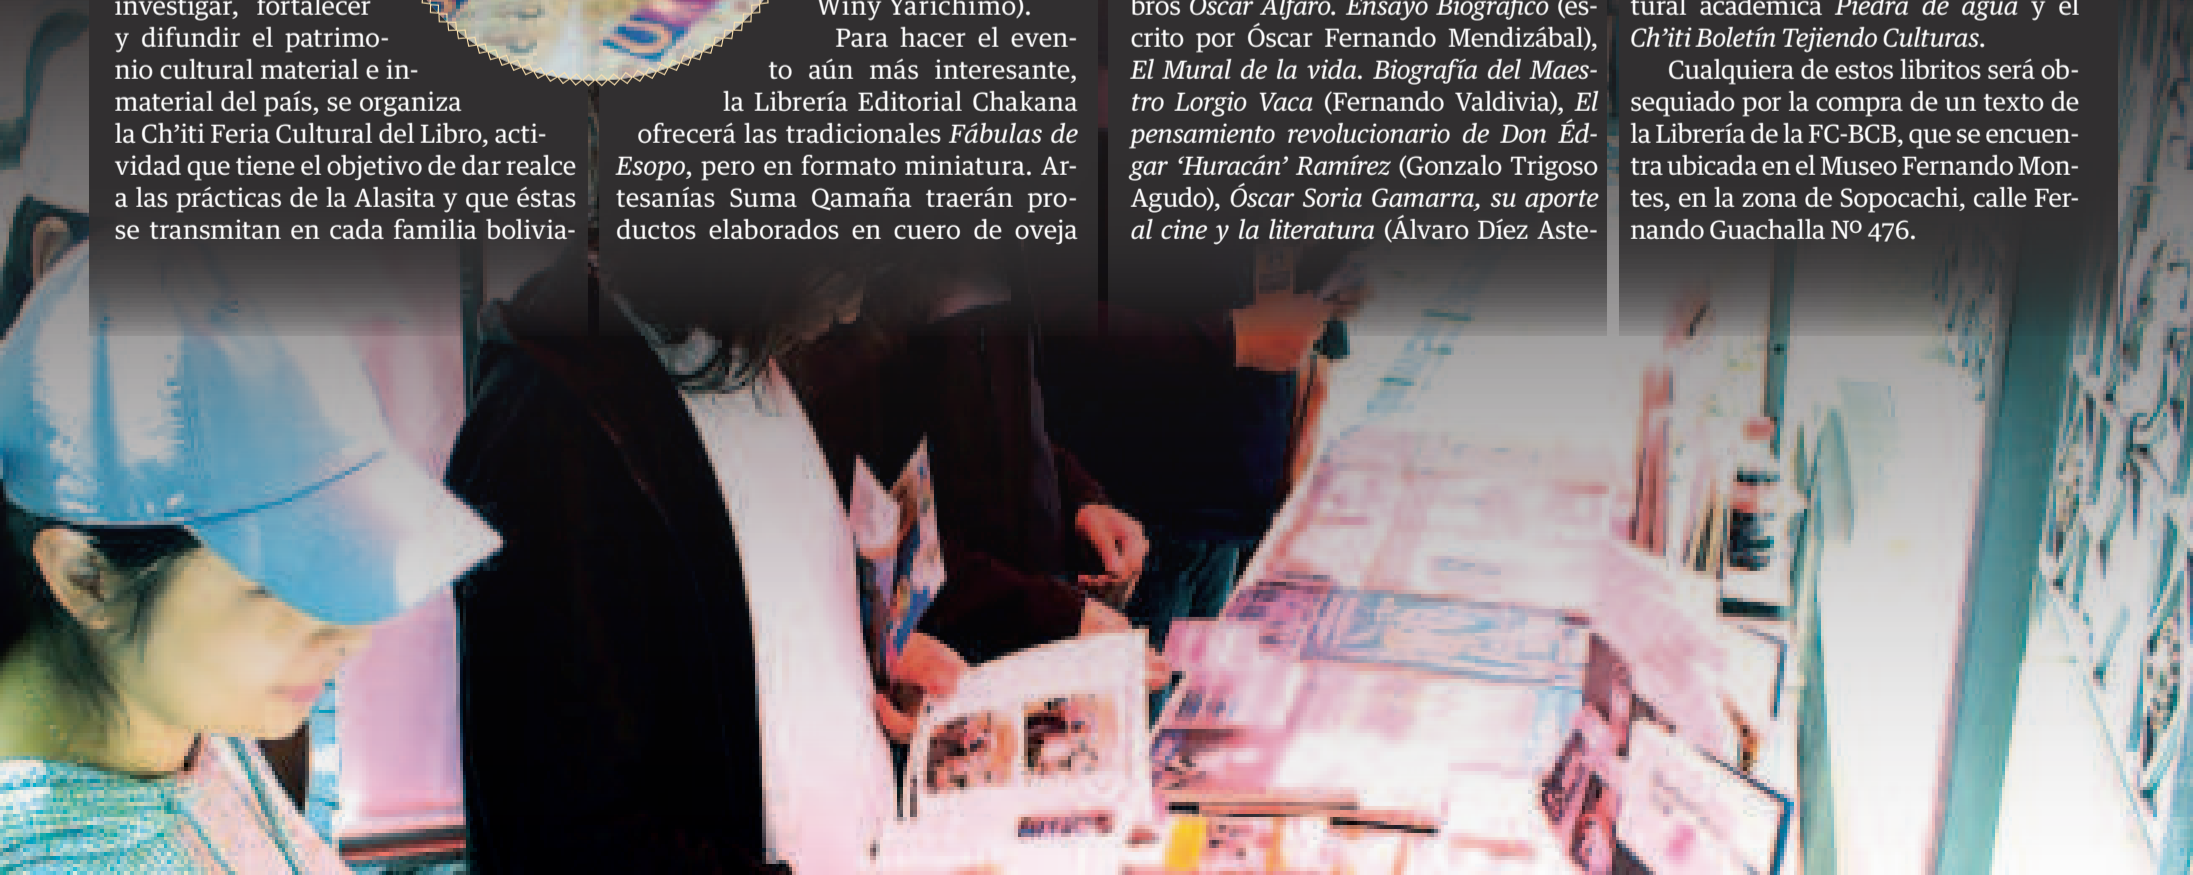 investigar, fortalecer
y difundir el patrimo-
nio cultural material e in-
material del país, se organiza
la Ch’iti Feria Cultural del Libro, acti-
vidad que tiene el objetivo de dar realce
a las prácticas de la Alasita y que éstas
se transmitan en cada familia bolivia-
Winy Yarichimo).
Para hacer el even-
to aún más interesante,
la Librería Editorial Chakana
ofrecerá las tradicionales Fábulas de
Esopo, pero en formato miniatura. Ar-
tesanías Suma Qamaña traerán pro-
ductos elaborados en cuero de oveja
bros Óscar Alfaro. Ensayo Biográfico (es-
crito por Óscar Fernando Mendizábal),
El Mural de la vida. Biografía del Maes-
tro Lorgio Vaca (Fernando Valdivia), El
pensamiento revolucionario de Don Éd-
gar ‘Huracán’ Ramírez (Gonzalo Trigoso
Agudo), Óscar Soria Gamarra, su aporte
al cine y la literatura (Álvaro Díez Aste-
tural académica Piedra de agua y el
Ch’iti Boletín Tejiendo Culturas.
Cualquiera de estos libritos será ob-
sequiado por la compra de un texto de
la Librería de la FC-BCB, que se encuen-
tra ubicada en el Museo Fernando Mon-
tes, en la zona de Sopocachi, calle Fer-
nando Guachalla Nº 476.